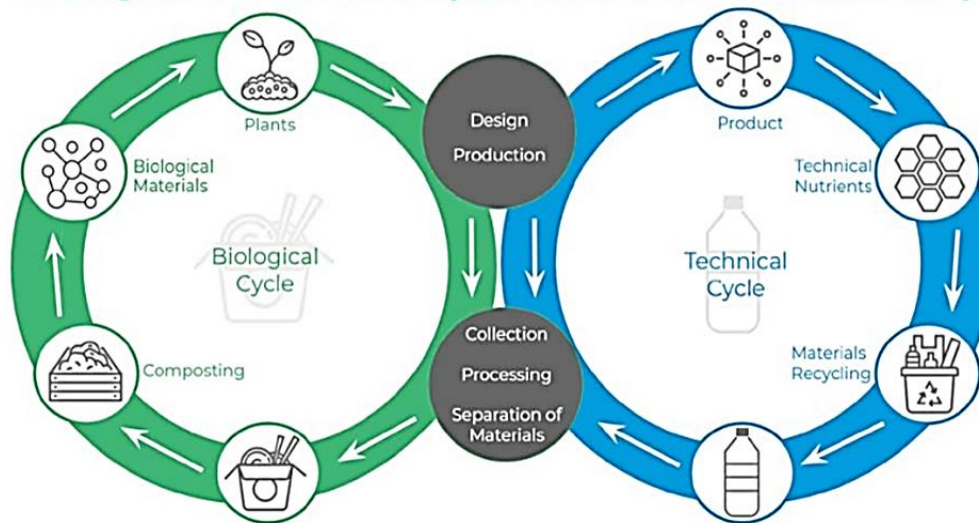 Plants
Design
Production
Product
Biological
Materials
Technical
Nutrients
Biological
Cycle
Technical
Cycle
Collection
Processing
Separation of
Materials
Composting
Materials
Recycling